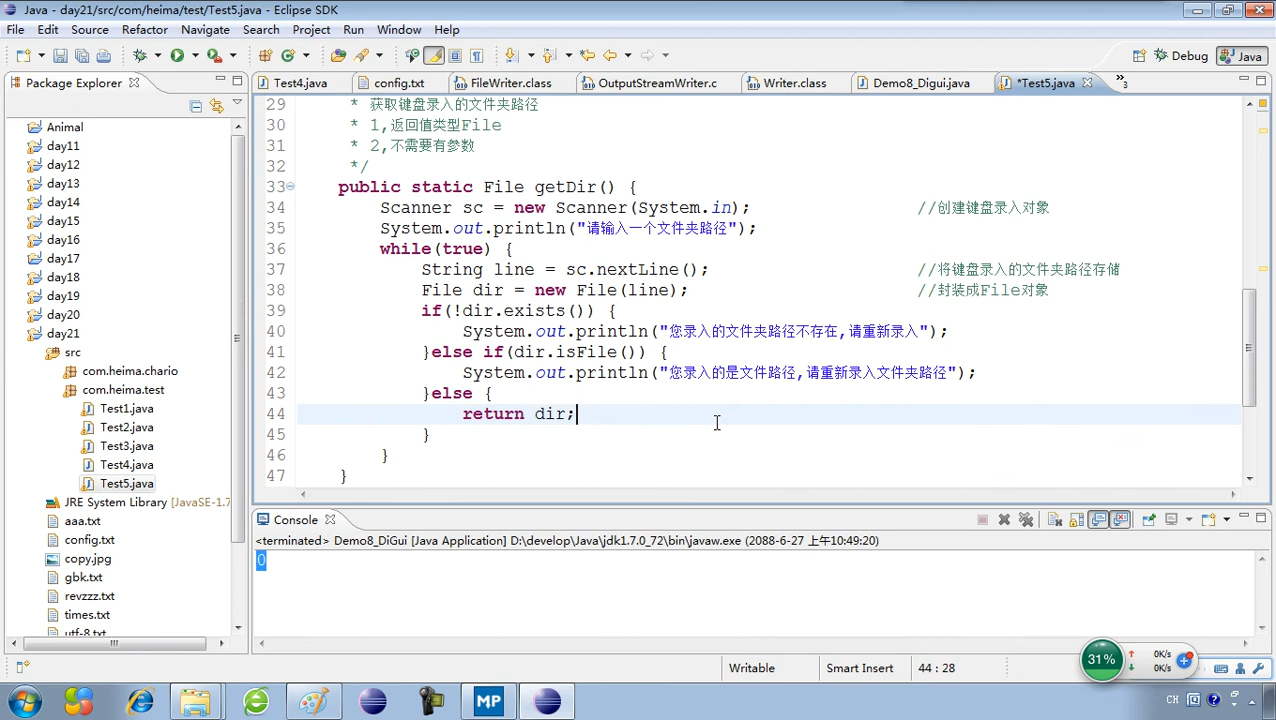 Java - day21/src/com/heima/test/Test5.java - Eclipse SDK
File Edit Source Refactor Navigate Search Project Run Window Help
Debug Java
Package Explorer
Test4.java config.txt FileWriter.class OutputStreamWriter.c Writer.class Demo8_Digui.java *Test5.java »3
Animal
day11
day12
day13
day14
day15
day16
day17
day18
day19
day20
day21
src
com.heima.chario
com.heima.test
Test1.java
Test2.java
Test3.java
Test4.java
Test5.java
JRE System Library [JavaSE-1.7
aaa.txt
config.txt
copy.jpg
gbk.txt
revzzz.txt
times.txt
utf-8.txt
29 * 获取键盘录入的文件夹路径
30 * 1,返回值类型File
31 * 2,不需要有参数
32 */
33 public static File getDir() {
34 Scanner sc = new Scanner(System.in); //创建键盘录入对象
35 System.out.println("请输入一个文件夹路径");
36 while(true) {
37 String line = sc.nextLine(); //将键盘录入的文件夹路径存储
38 File dir = new File(line); //封装成File对象
39 if(!dir.exists()) {
40 System.out.println("您录入的文件夹路径不存在,请重新录入");
41 }else if(dir.isFile()) {
42 System.out.println("您录入的是文件路径,请重新录入文件夹路径");
43 }else {
44 return dir;
45 }
46 }
47 }
Console
<terminated> Demo8_DiGui [Java Application] D:\develop\Java\jdk1.7.0_72\bin\javaw.exe (2088-6-27 上午10:49:20)
0
Writable Smart Insert 44 : 28
31% 0K/s
0K/s
MP CH